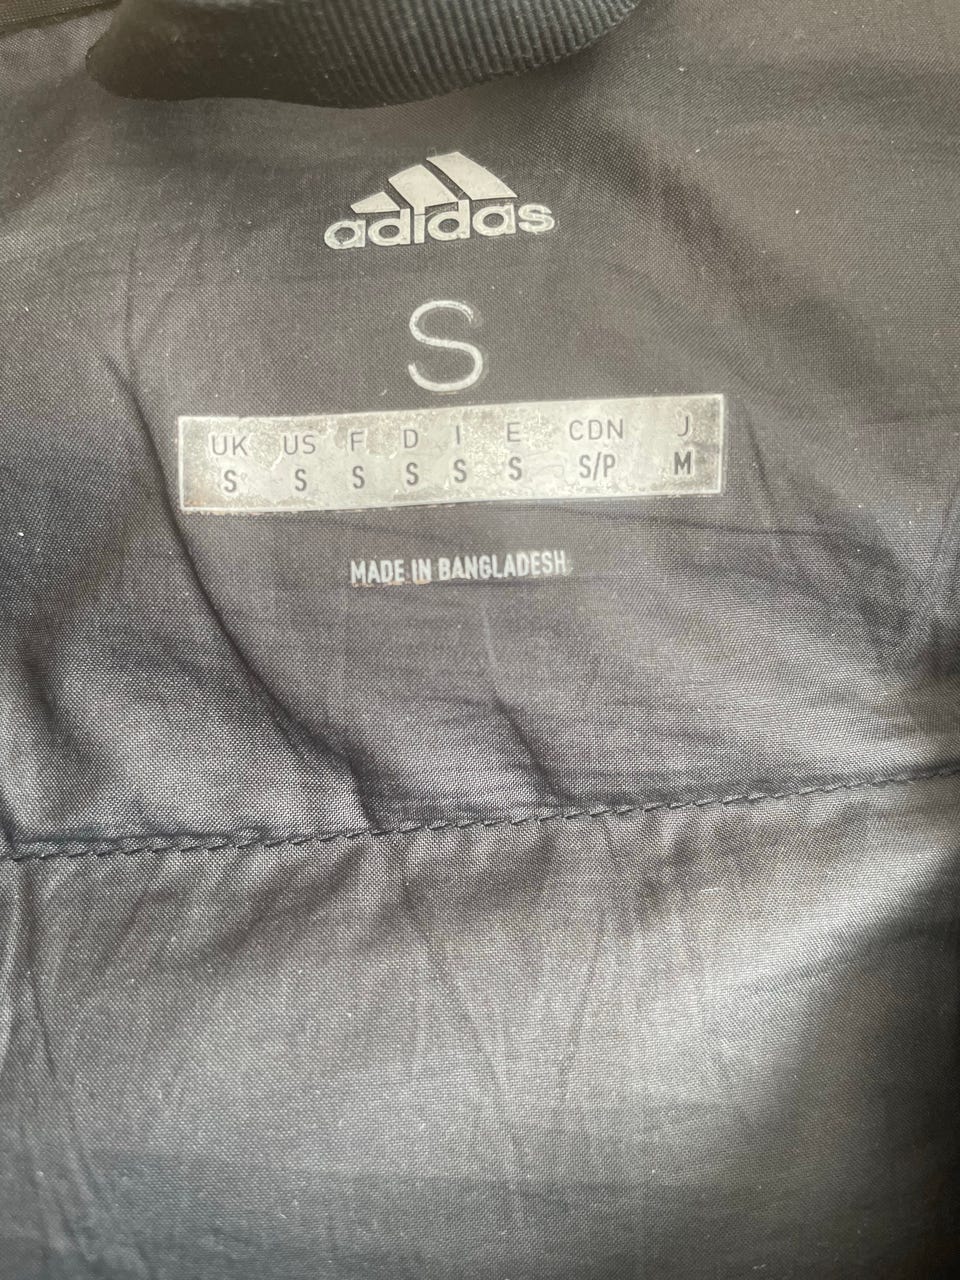 adidas
S
UK US F D I E CDN J
S S S S S S S/P M
MADE IN BANGLADESH